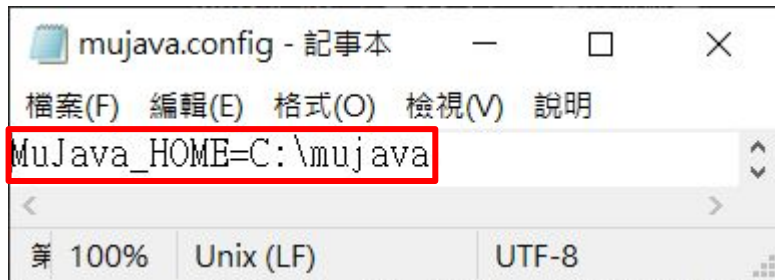 mujava.config - 記事本
檔案(F) 編輯(E) 格式(O) 檢視(V) 說明
MuJava_HOME=C:\mujava
100% Unix (LF) UTF-8